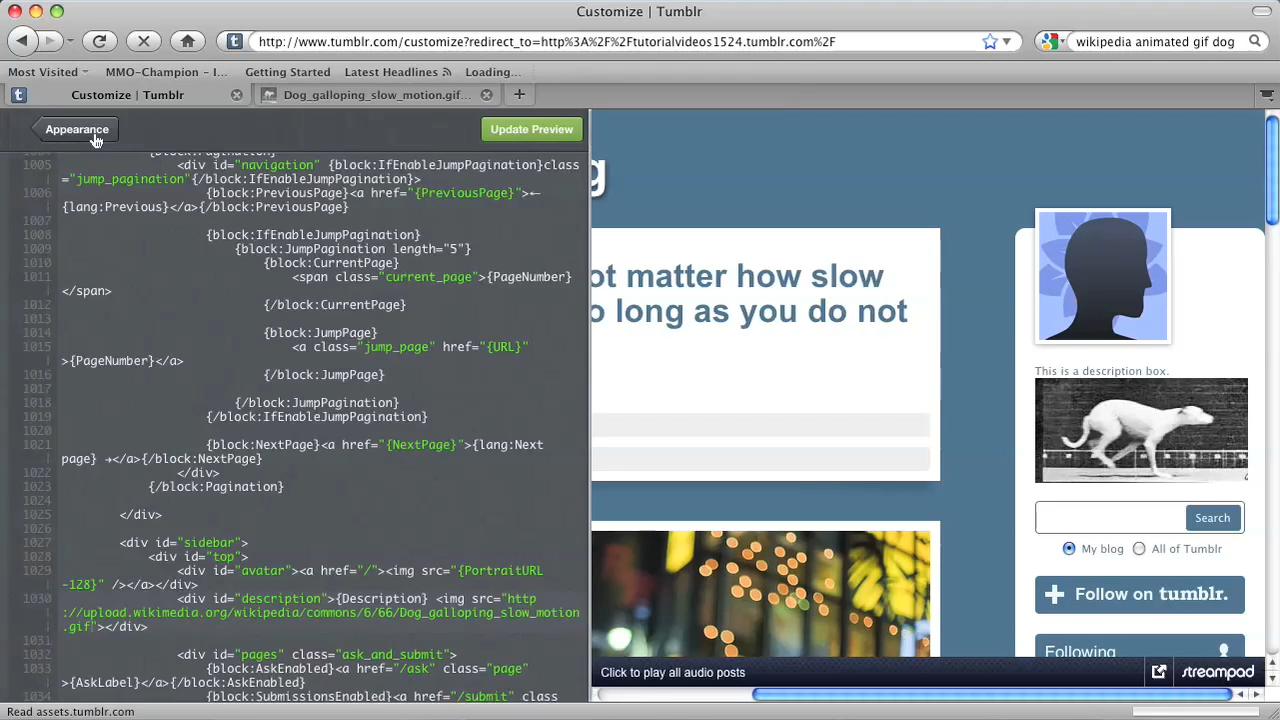 Customize | Tumblr
http://www.tumblr.com/customize?redirect_to=http%3A%2F%2Ftutorialvideos1524.tumblr.com%2F
wikipedia animated gif dog
Most Visited MMO-Champion – I... Getting Started Latest Headlines Loading...
Customize | Tumblr Dog_galloping_slow_motion.gif...
Appearance Update Preview
1005 <div id="navigation" {block:IfEnableJumpPagination}class
="jump_pagination"{/block:IfEnableJumpPagination}>
1006 {block:PreviousPage}<a href="{PreviousPage}">←
{lang:Previous}</a>{/block:PreviousPage}
1007
1008 {block:IfEnableJumpPagination}
1009 {block:JumpPagination length="5"}
1010 {block:CurrentPage}
1011 <span class="current_page">{PageNumber}
</span>
1012 {/block:CurrentPage}
1013
1014 {block:JumpPage}
1015 <a class="jump_page" href="{URL}"
>{PageNumber}</a>
1016 {/block:JumpPage}
1017
1018 {/block:JumpPagination}
1019 {/block:IfEnableJumpPagination}
1020
1021 {block:NextPage}<a href="{NextPage}">{lang:Next
page} →</a>{/block:NextPage}
1022 </div>
1023 {/block:Pagination}
1024
1025 </div>
1026
1027 <div id="sidebar">
1028 <div id="top">
1029 <div id="avatar"><a href="/"><img src="{PortraitURL
-128}" /></a></div>
1030 <div id="description">{Description} <img src="http
://upload.wikimedia.org/wikipedia/commons/6/66/Dog_galloping_slow_motion
.gif"></div>
1031
1032 <div id="pages" class="ask_and_submit">
1033 {block:AskEnabled}<a href="/ask" class="page"
>{AskLabel}</a>{/block:AskEnabled}
1034 {block:SubmissionsEnabled}<a href="/submit" class
g
ot matter how slow
o long as you do not
This is a description box.
Search
My blog All of Tumblr
Follow on tumblr.
Following
Click to play all audio posts streampad
Read assets.tumblr.com